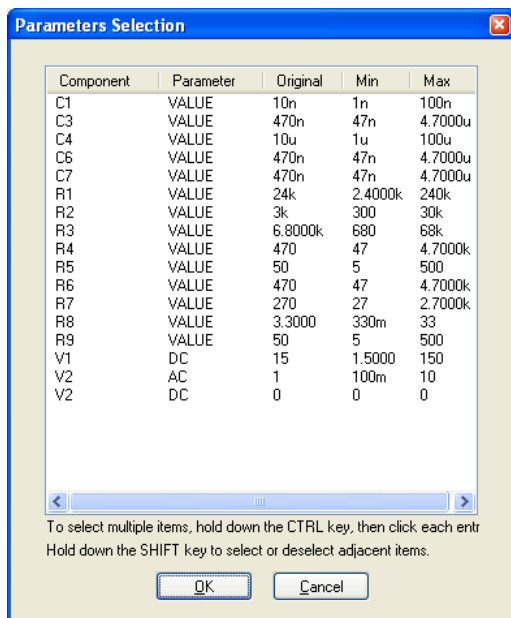 Parameters Selection
Component Parameter Original Min Max
C1 VALUE 10n 1n 100n
C3 VALUE 470n 47n 4.7000u
C4 VALUE 10u 1u 100u
C6 VALUE 470n 47n 4.7000u
C7 VALUE 470n 47n 4.7000u
R1 VALUE 24k 2.4000k 240k
R2 VALUE 3k 300 30k
R3 VALUE 6.8000k 680 68k
R4 VALUE 470 47 4.7000k
R5 VALUE 50 5 500
R6 VALUE 470 47 4.7000k
R7 VALUE 270 27 2.7000k
R8 VALUE 3.3000 330m 33
R9 VALUE 50 5 500
V1 DC 15 1.5000 150
V2 AC 1 100m 10
V2 DC 0 0 0
To select multiple items, hold down the CTRL key, then click each entr
Hold down the SHIFT key to select or deselect adjacent items.
OK Cancel